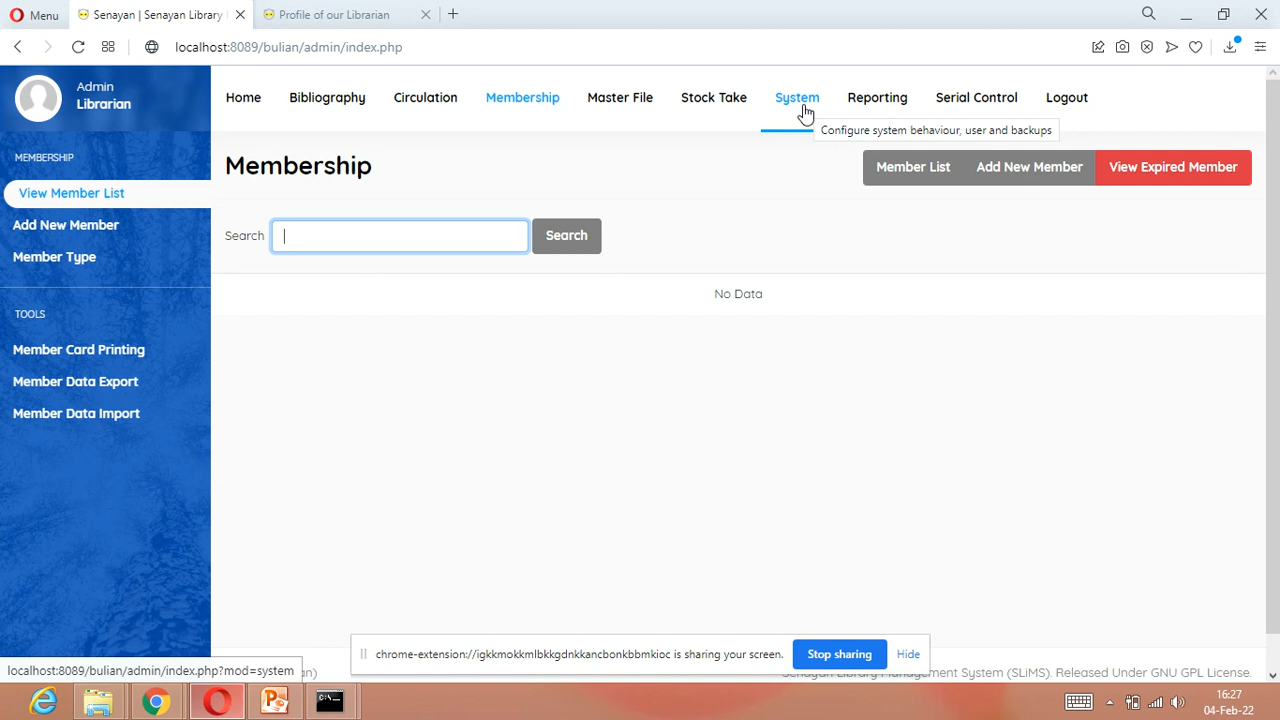 Menu
Senayan | Senayan Library
Profile of our Librarian
localhost:8089/bulian/admin/index.php
Admin
Librarian
Home Bibliography Circulation Membership Master File Stock Take System Reporting Serial Control Logout
Configure system behaviour, user and backups
MEMBERSHIP
View Member List
Add New Member
Member Type
TOOLS
Member Card Printing
Member Data Export
Member Data Import
Membership
Member List Add New Member View Expired Member
Search Search
No Data
chrome-extension://igkkmokkmlbkkgdnkkancbonkbbmkioc is sharing your screen. Stop sharing Hide
localhost:8089/bulian/admin/index.php?mod=system
an) Senayan Library Management System (SLiMS). Released Under GNU GPL License.
16:27
04-Feb-22